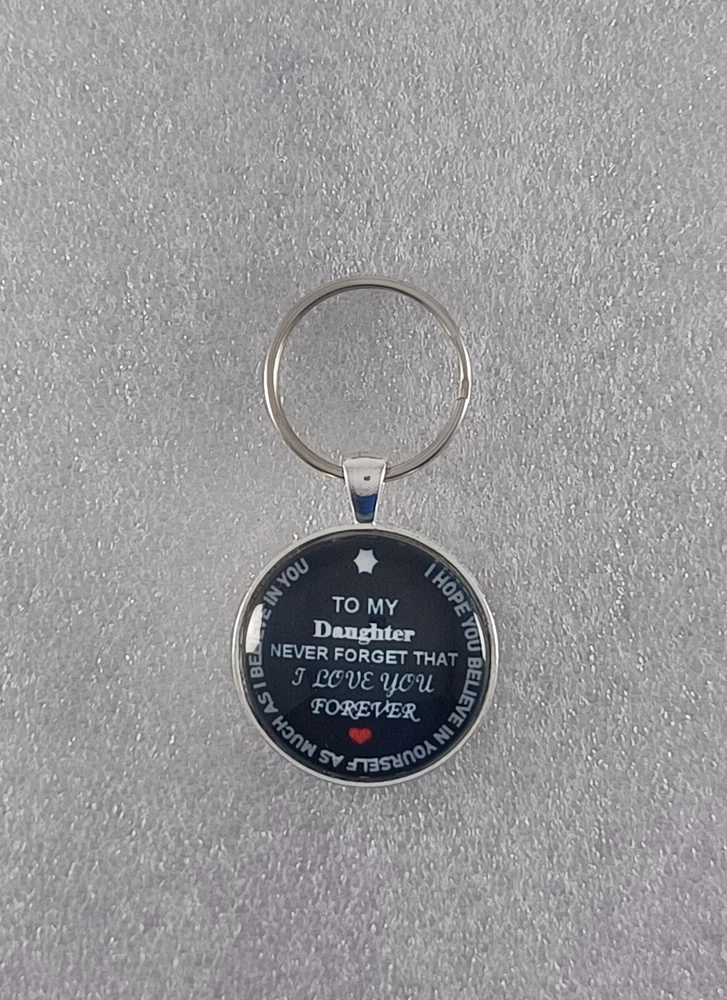 TO MY
Daughter
NEVER FORGET THAT
I LOVE YOU
FOREVER
I HOPE YOU BELIEVE IN YOURSELF AS MUCH AS I BELIEVE IN YOU